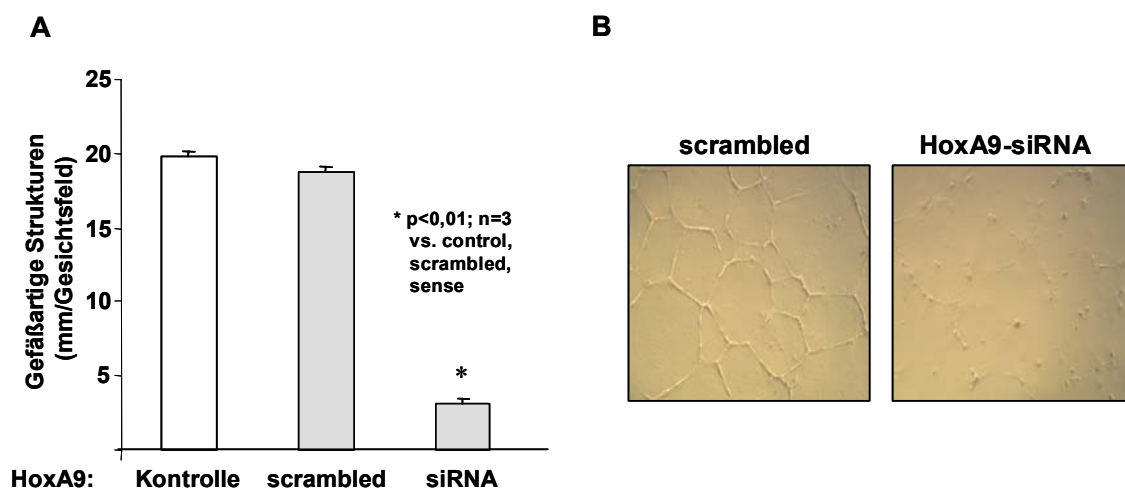 A
B
Gefäßartige Strukturen
(mm/Gesichtsfeld)
25
20
15
10
5
* p<0,01; n=3
vs. control,
scrambled,
sense
*
HoxA9: Kontrolle scrambled siRNA
scrambled HoxA9-siRNA